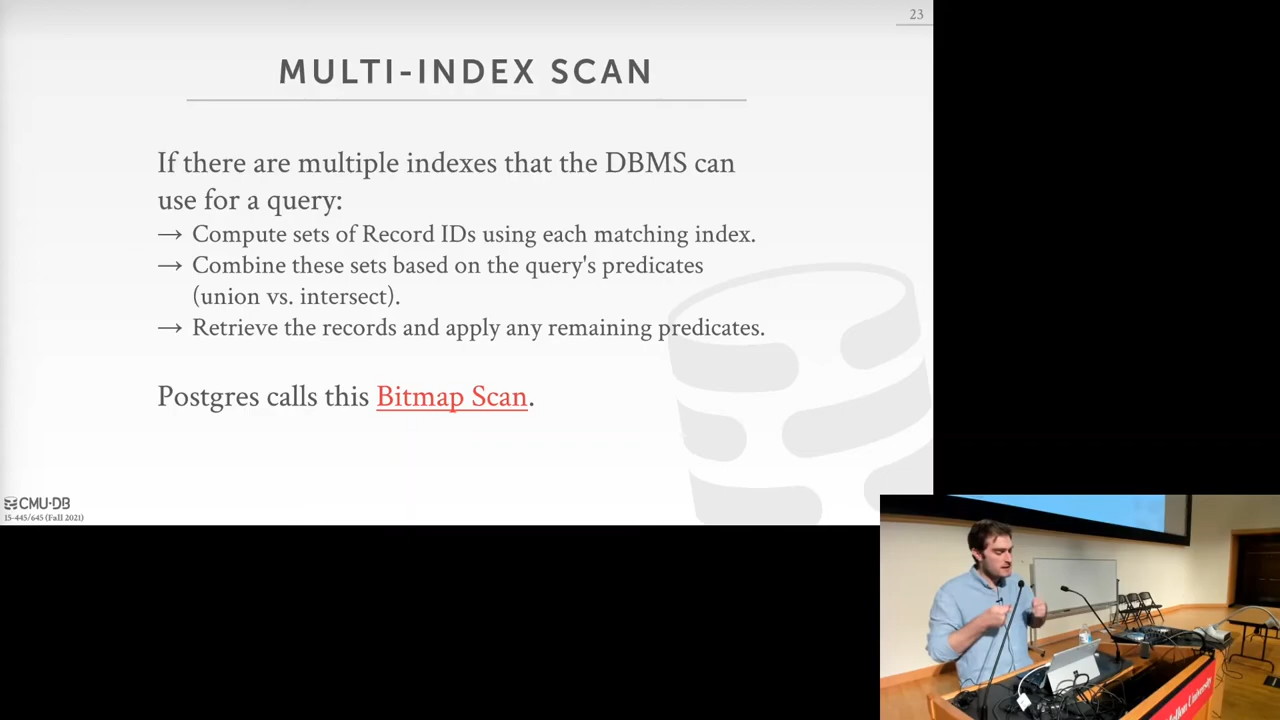 23
MULTI-INDEX SCAN
If there are multiple indexes that the DBMS can
use for a query:
→ Compute sets of Record IDs using each matching index.
→ Combine these sets based on the query's predicates
(union vs. intersect).
→ Retrieve the records and apply any remaining predicates.
Postgres calls this Bitmap Scan.
CMU·DB
15-445/645 (Fall 2021)
Mellon University